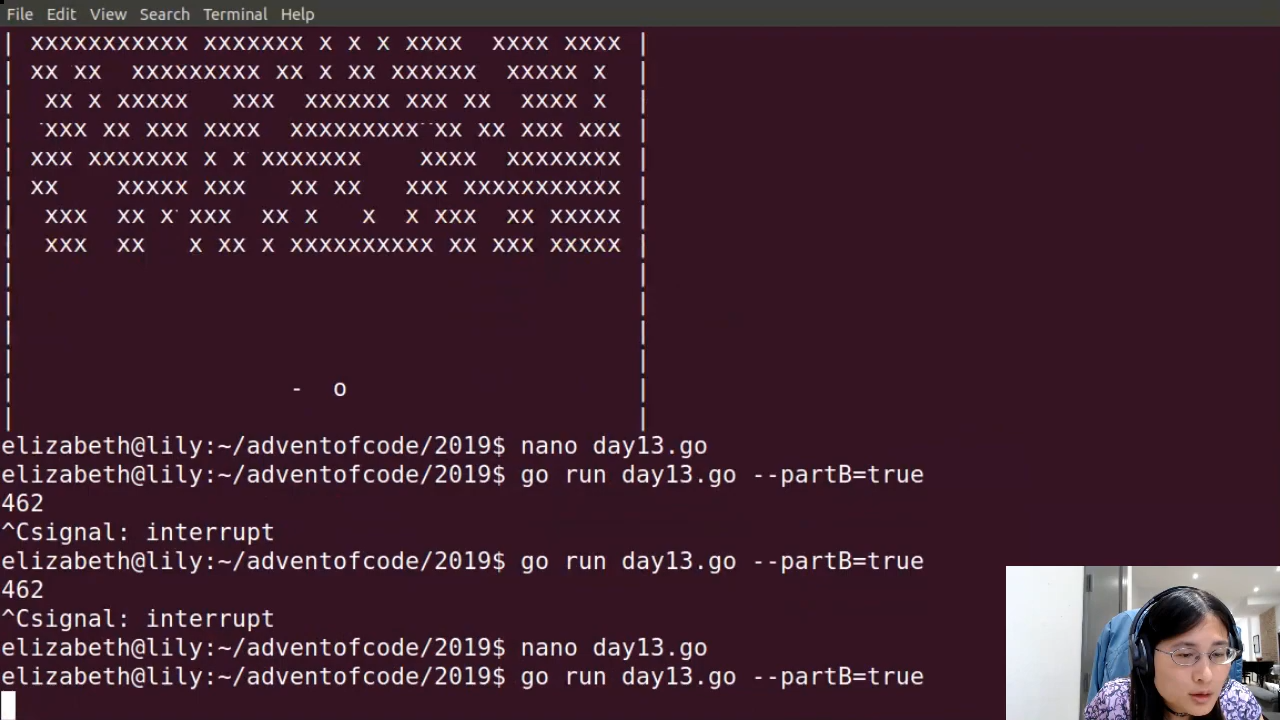 File Edit View Search Terminal Help
| xxxxxxxxxxx xxxxxxx x x x xxxx  xxxx xxxx |
| xx xx  xxxxxxxxx xx x xx xxxxxx  xxxxx x  |
|  xx x xxxxx   xxx  xxxxxx xxx xx  xxxx x  |
|  xxx xx xxx xxxx  xxxxxxxxx xx xx xxx xxx |
| xxx xxxxxxx x x xxxxxxx    xxxx  xxxxxxxx |
| xx    xxxxx xxx   xx xx   xxx xxxxxxxxxxx |
|  xxx  xx x xxx  xx x   x  x xxx  xx xxxxx |
|  xxx  xx   x xx x xxxxxxxxxx xx xxx xxxxx |
|                                           |
|                                           |
|                                           |
|                                           |
|                   -  o                    |
|                                           |
elizabeth@lily:~/adventofcode/2019$ nano day13.go
elizabeth@lily:~/adventofcode/2019$ go run day13.go --partB=true
462
^Csignal: interrupt
elizabeth@lily:~/adventofcode/2019$ go run day13.go --partB=true
462
^Csignal: interrupt
elizabeth@lily:~/adventofcode/2019$ nano day13.go
elizabeth@lily:~/adventofcode/2019$ go run day13.go --partB=true